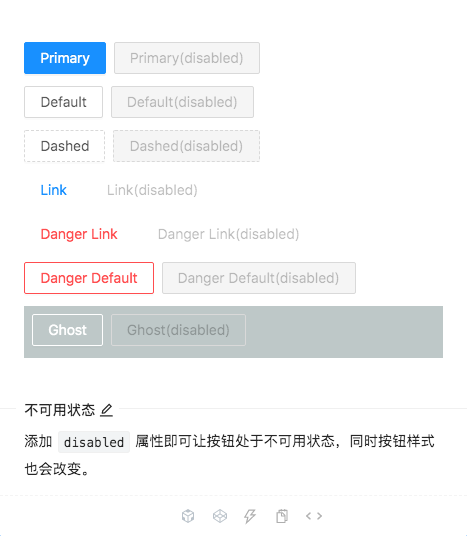 Primary Primary(disabled)
Default Default(disabled)
Dashed Dashed(disabled)
Link Link(disabled)
Danger Link Danger Link(disabled)
Danger Default Danger Default(disabled)
Ghost Ghost(disabled)
不可用状态
添加 disabled 属性即可让按钮处于不可用状态，同时按钮样式
也会改变。